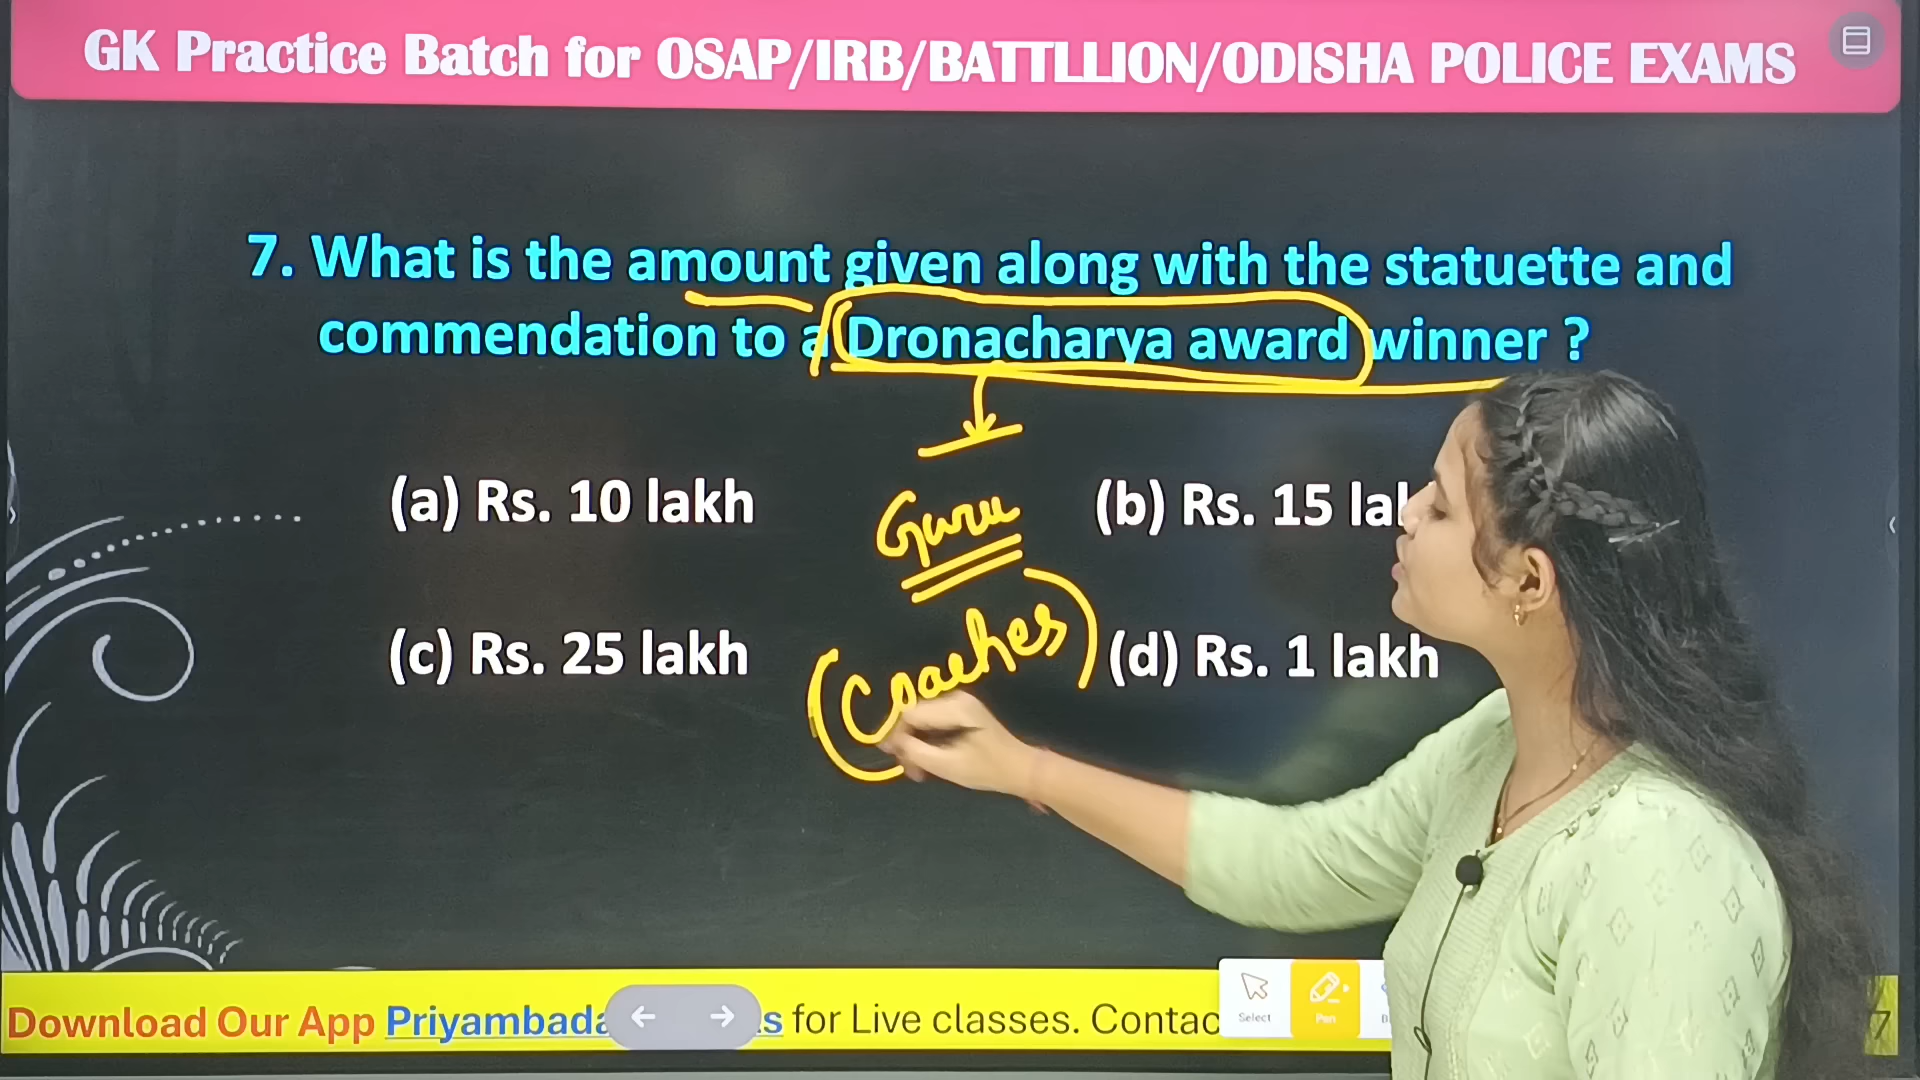 GK Practice Batch for OSAP/IRB/BATTLLION/ODISHA POLICE EXAMS
7. What is the amount given along with the statuette and
commendation to a Dronacharya award winner ?
(a) Rs. 10 lakh
Guru
(b) Rs. 15 lak
(c) Rs. 25 lakh
(Coaches)
(d) Rs. 1 lakh
Download Our App Priyambada s for Live classes. Contac
Select
Pen
7